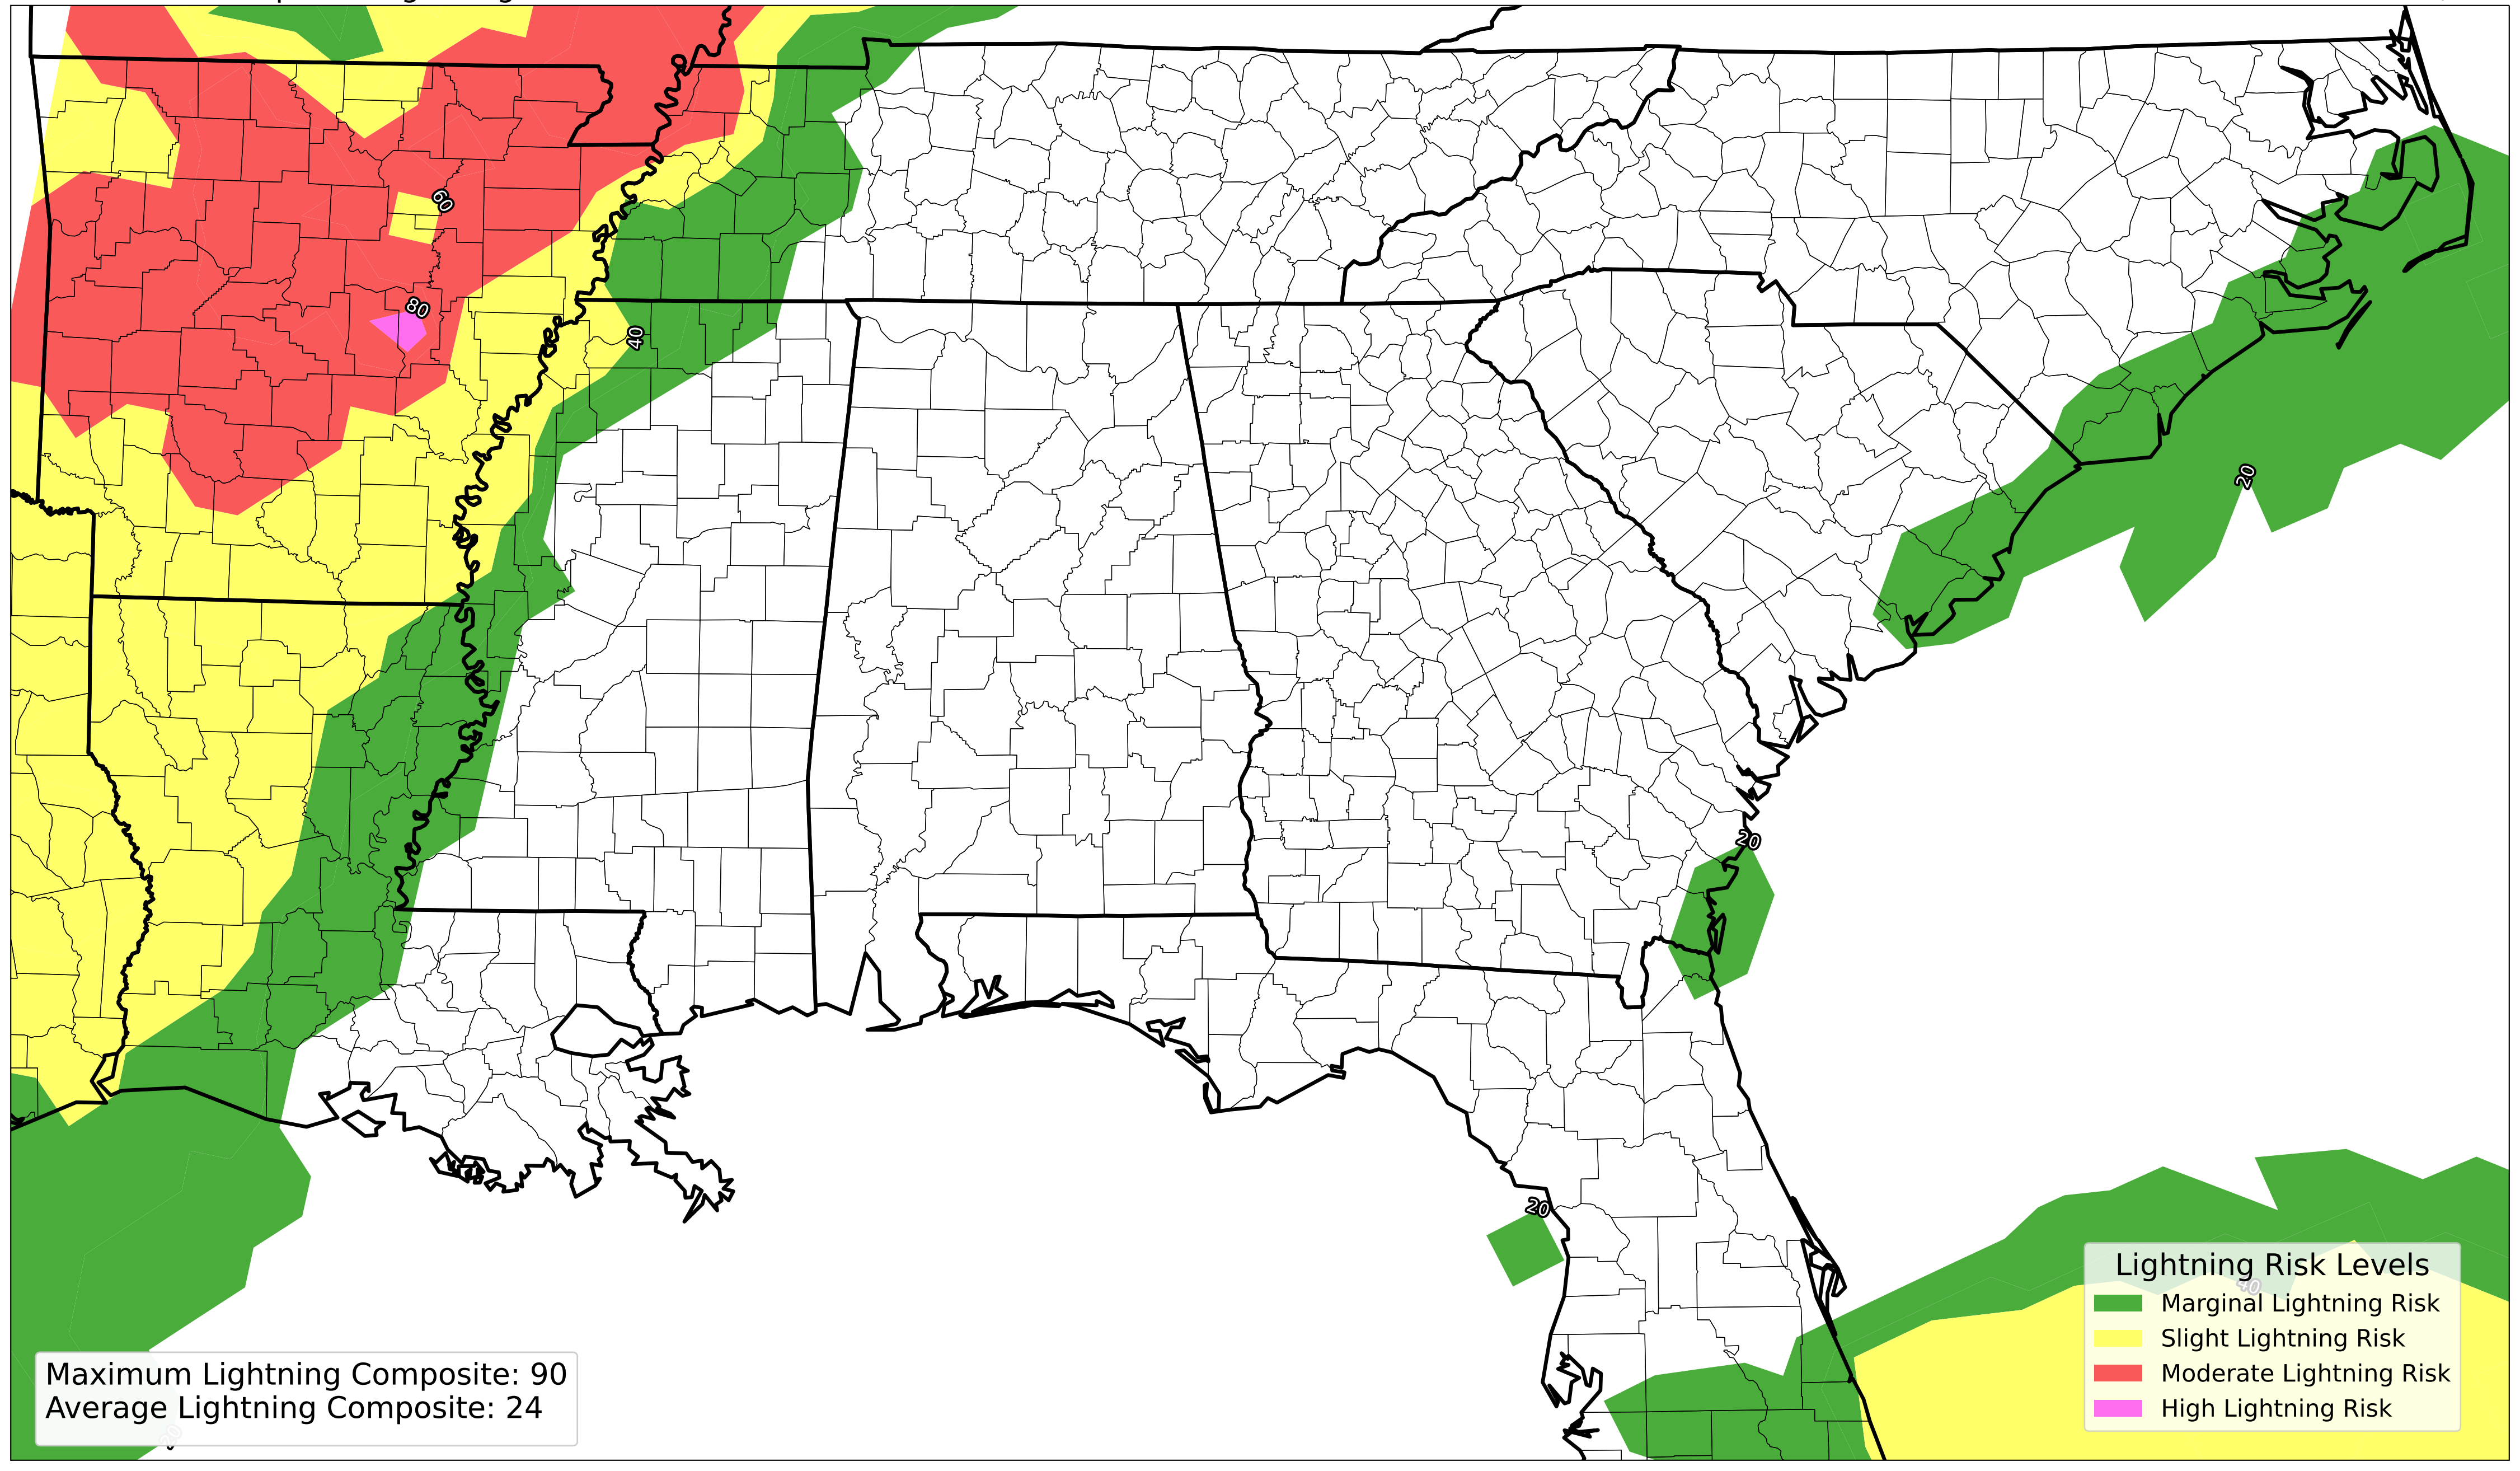 60
80
40
20
20
20
40
Lightning Risk Levels
Marginal Lightning Risk
Slight Lightning Risk
Moderate Lightning Risk
High Lightning Risk
Maximum Lightning Composite: 90
Average Lightning Composite: 24